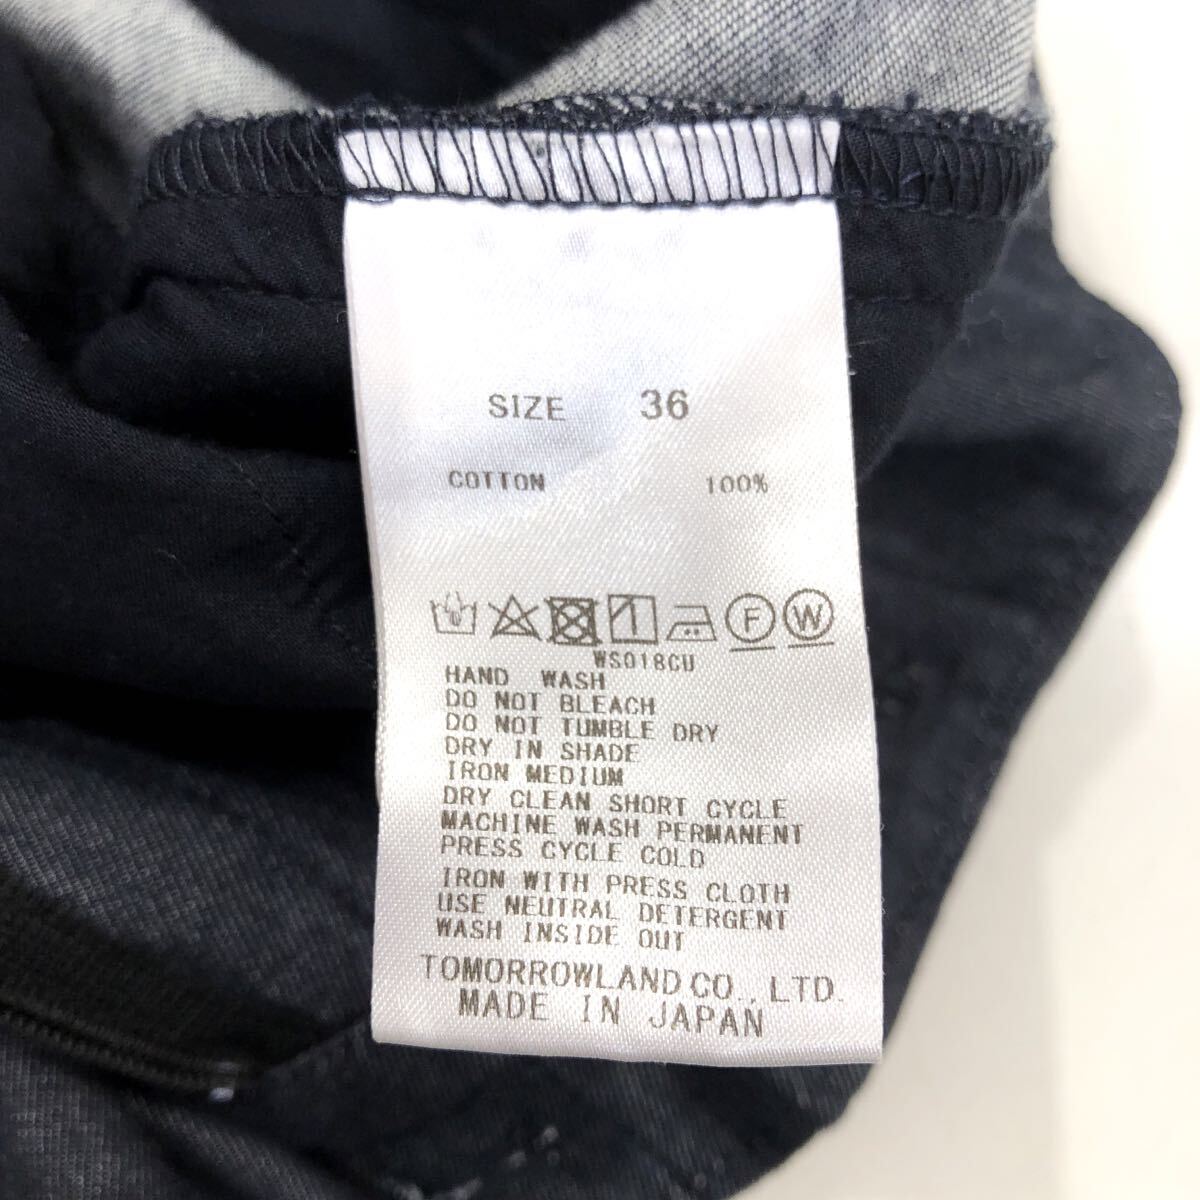 SIZE 36
COTTON 100%
F W
WS018CU
HAND WASH
DO NOT BLEACH
DO NOT TUMBLE DRY
DRY IN SHADE
IRON MEDIUM
DRY CLEAN SHORT CYCLE
MACHINE WASH PERMANENT
PRESS CYCLE COLD
IRON WITH PRESS CLOTH
USE NEUTRAL DETERGENT
WASH INSIDE OUT
TOMORROWLAND CO., LTD.
MADE IN JAPAN